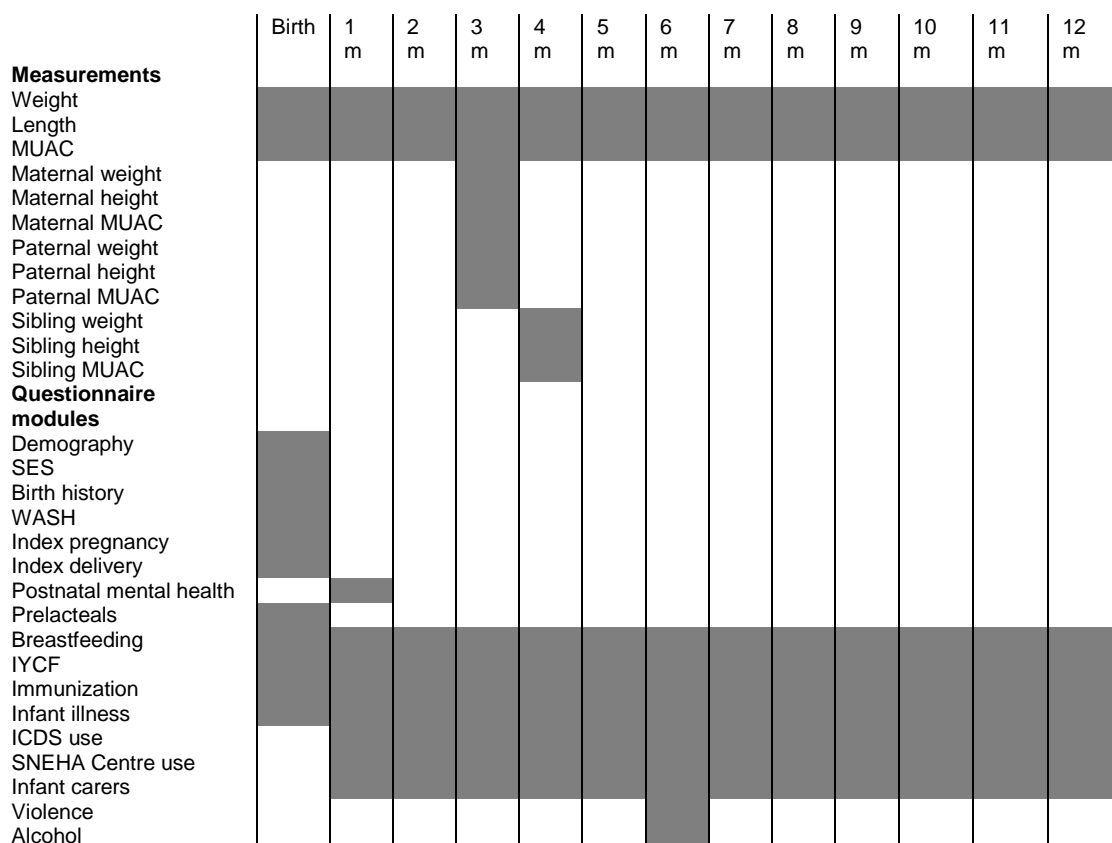 Birth 1 2 3 4 5 6 7 8 9 10 11 12
m m m m m m m m m m m m
Measurements
Weight
Length
MUAC
Maternal weight
Maternal height
Maternal MUAC
Paternal weight
Paternal height
Paternal MUAC
Sibling weight
Sibling height
Sibling MUAC
Questionnaire
modules
Demography
SES
Birth history
WASH
Index pregnancy
Index delivery
Postnatal mental health
Prelacteals
Breastfeeding
IYCF
Immunization
Infant illness
ICDS use
SNEHA Centre use
Infant carers
Violence
Alcohol